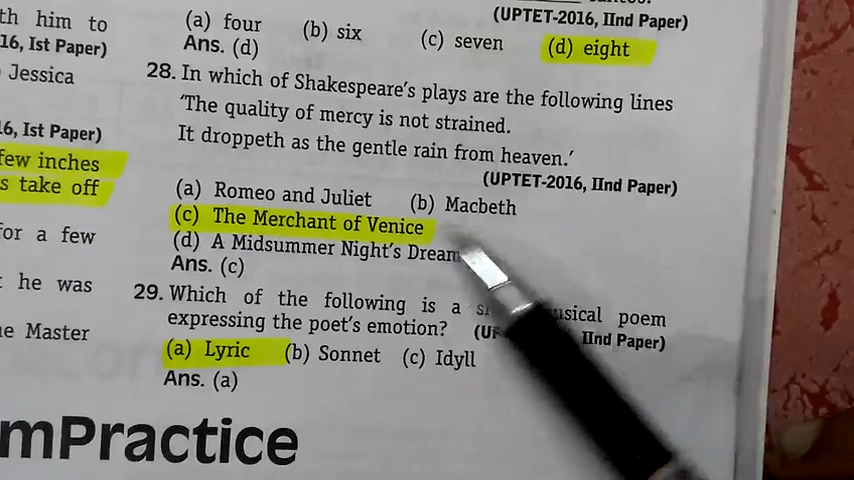 th him to
16, Ist Paper)
Jessica
16, Ist Paper)
few inches
s take off
for a few
he was
e Master
(UPTET-2016, IInd Paper)
(a) four (b) six (c) seven (d) eight
Ans. (d)
28. In which of Shakespeare's plays are the following lines
'The quality of mercy is not strained.
It droppeth as the gentle rain from heaven.'
(UPTET-2016, IInd Paper)
(a) Romeo and Juliet (b) Macbeth
(c) The Merchant of Venice
(d) A Midsummer Night's Dream
Ans. (c)
29. Which of the following is a usical poem
expressing the poet's emotion? (UP IInd Paper)
(a) Lyric (b) Sonnet (c) Idyll
Ans. (a)
mPractice